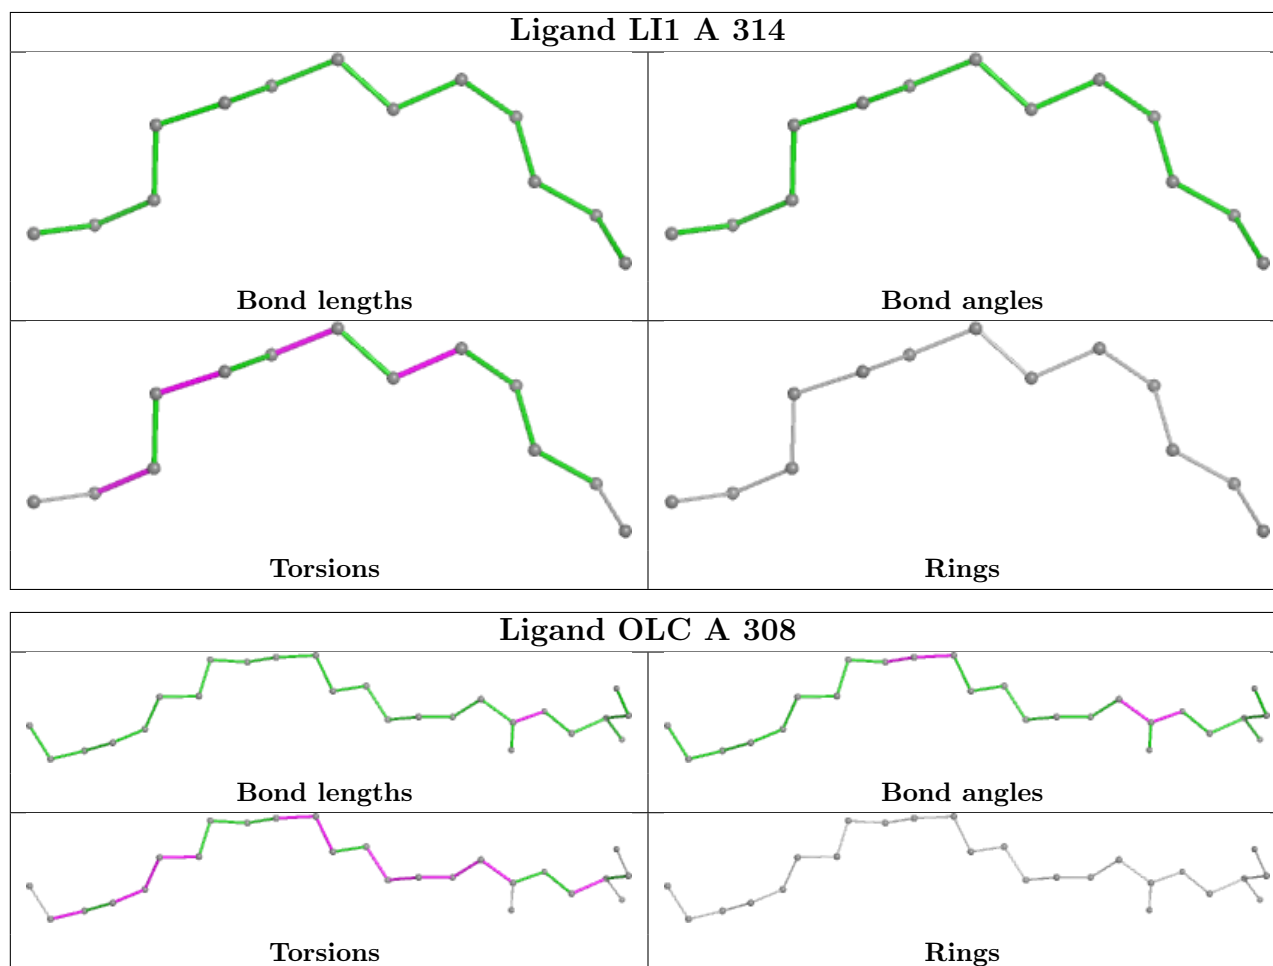 Ligand LI1 A 314
Bond lengths
Bond angles
Torsions
Rings
Ligand OLC A 308
Bond lengths
Bond angles
Torsions
Rings